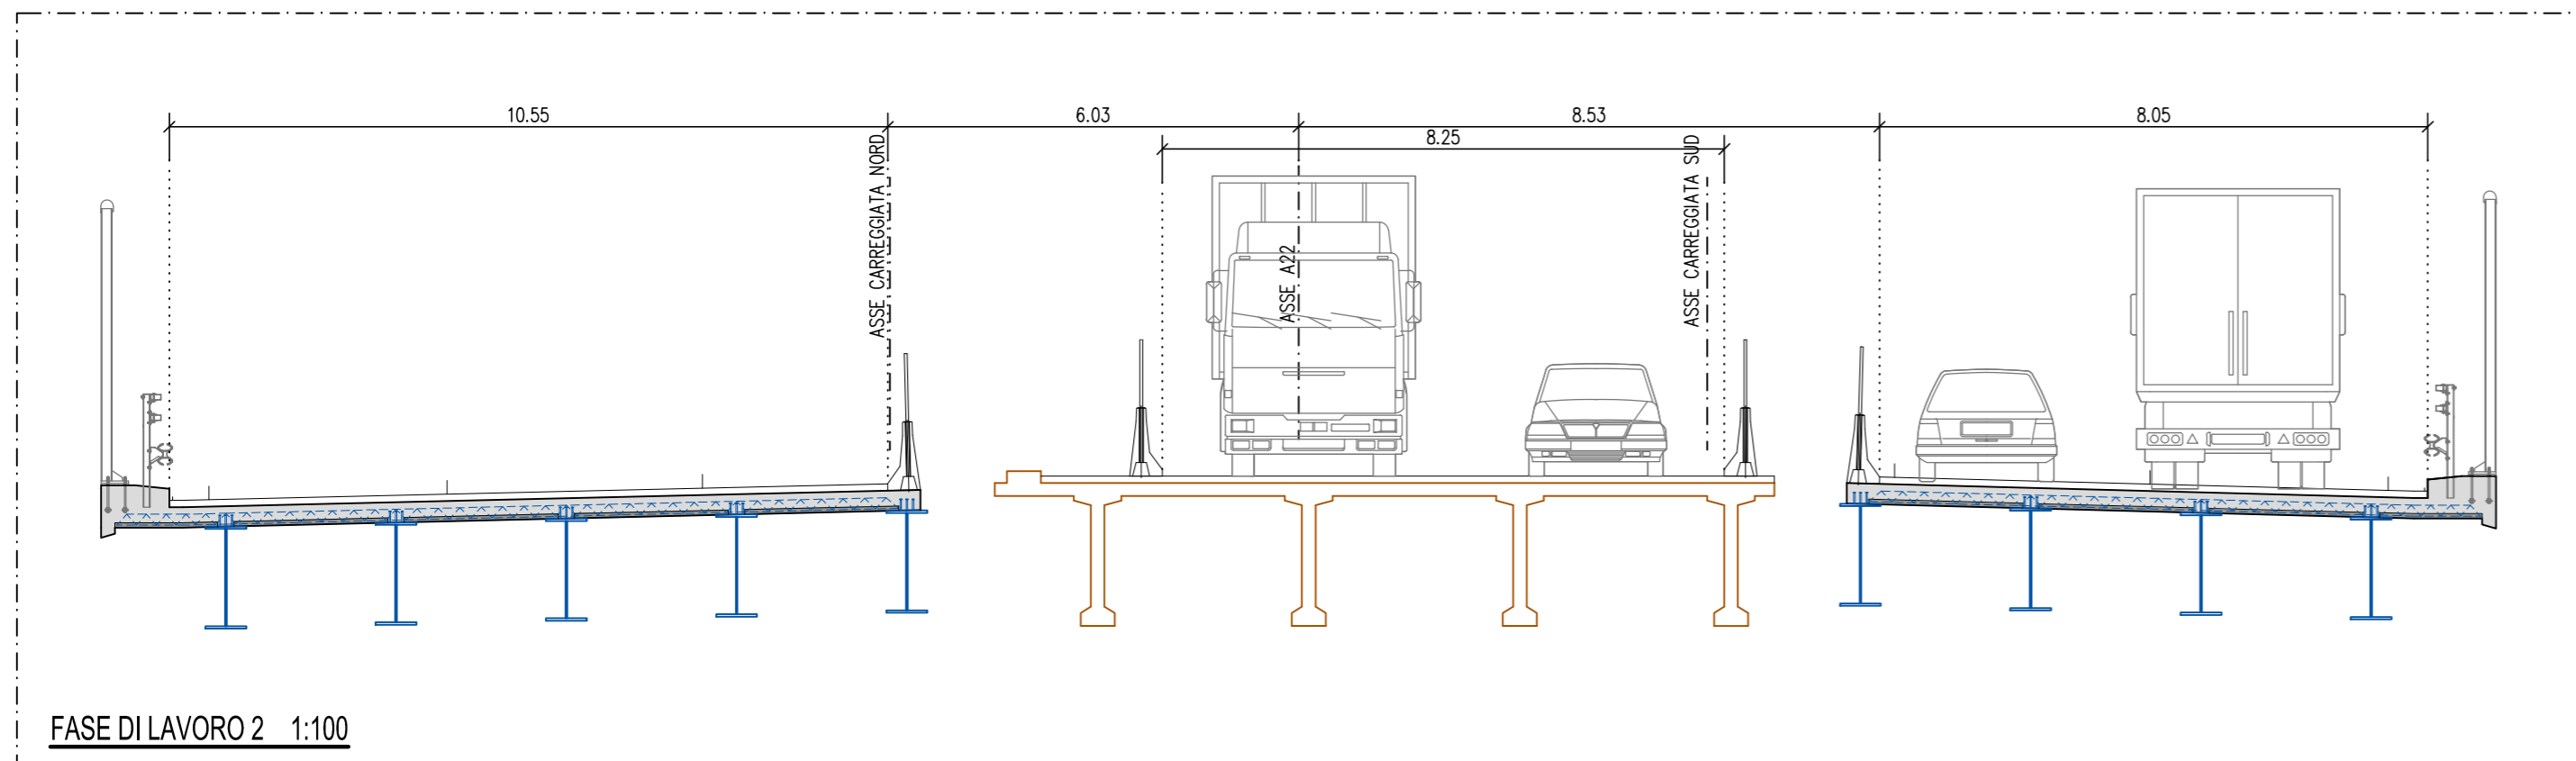 10.55
6.03
8.53
8.05
8.25
ASSE CARREGGIATA NORD
ASSE A22
ASSE CARREGGIATA SUD
FASE DI LAVORO 2 1:100